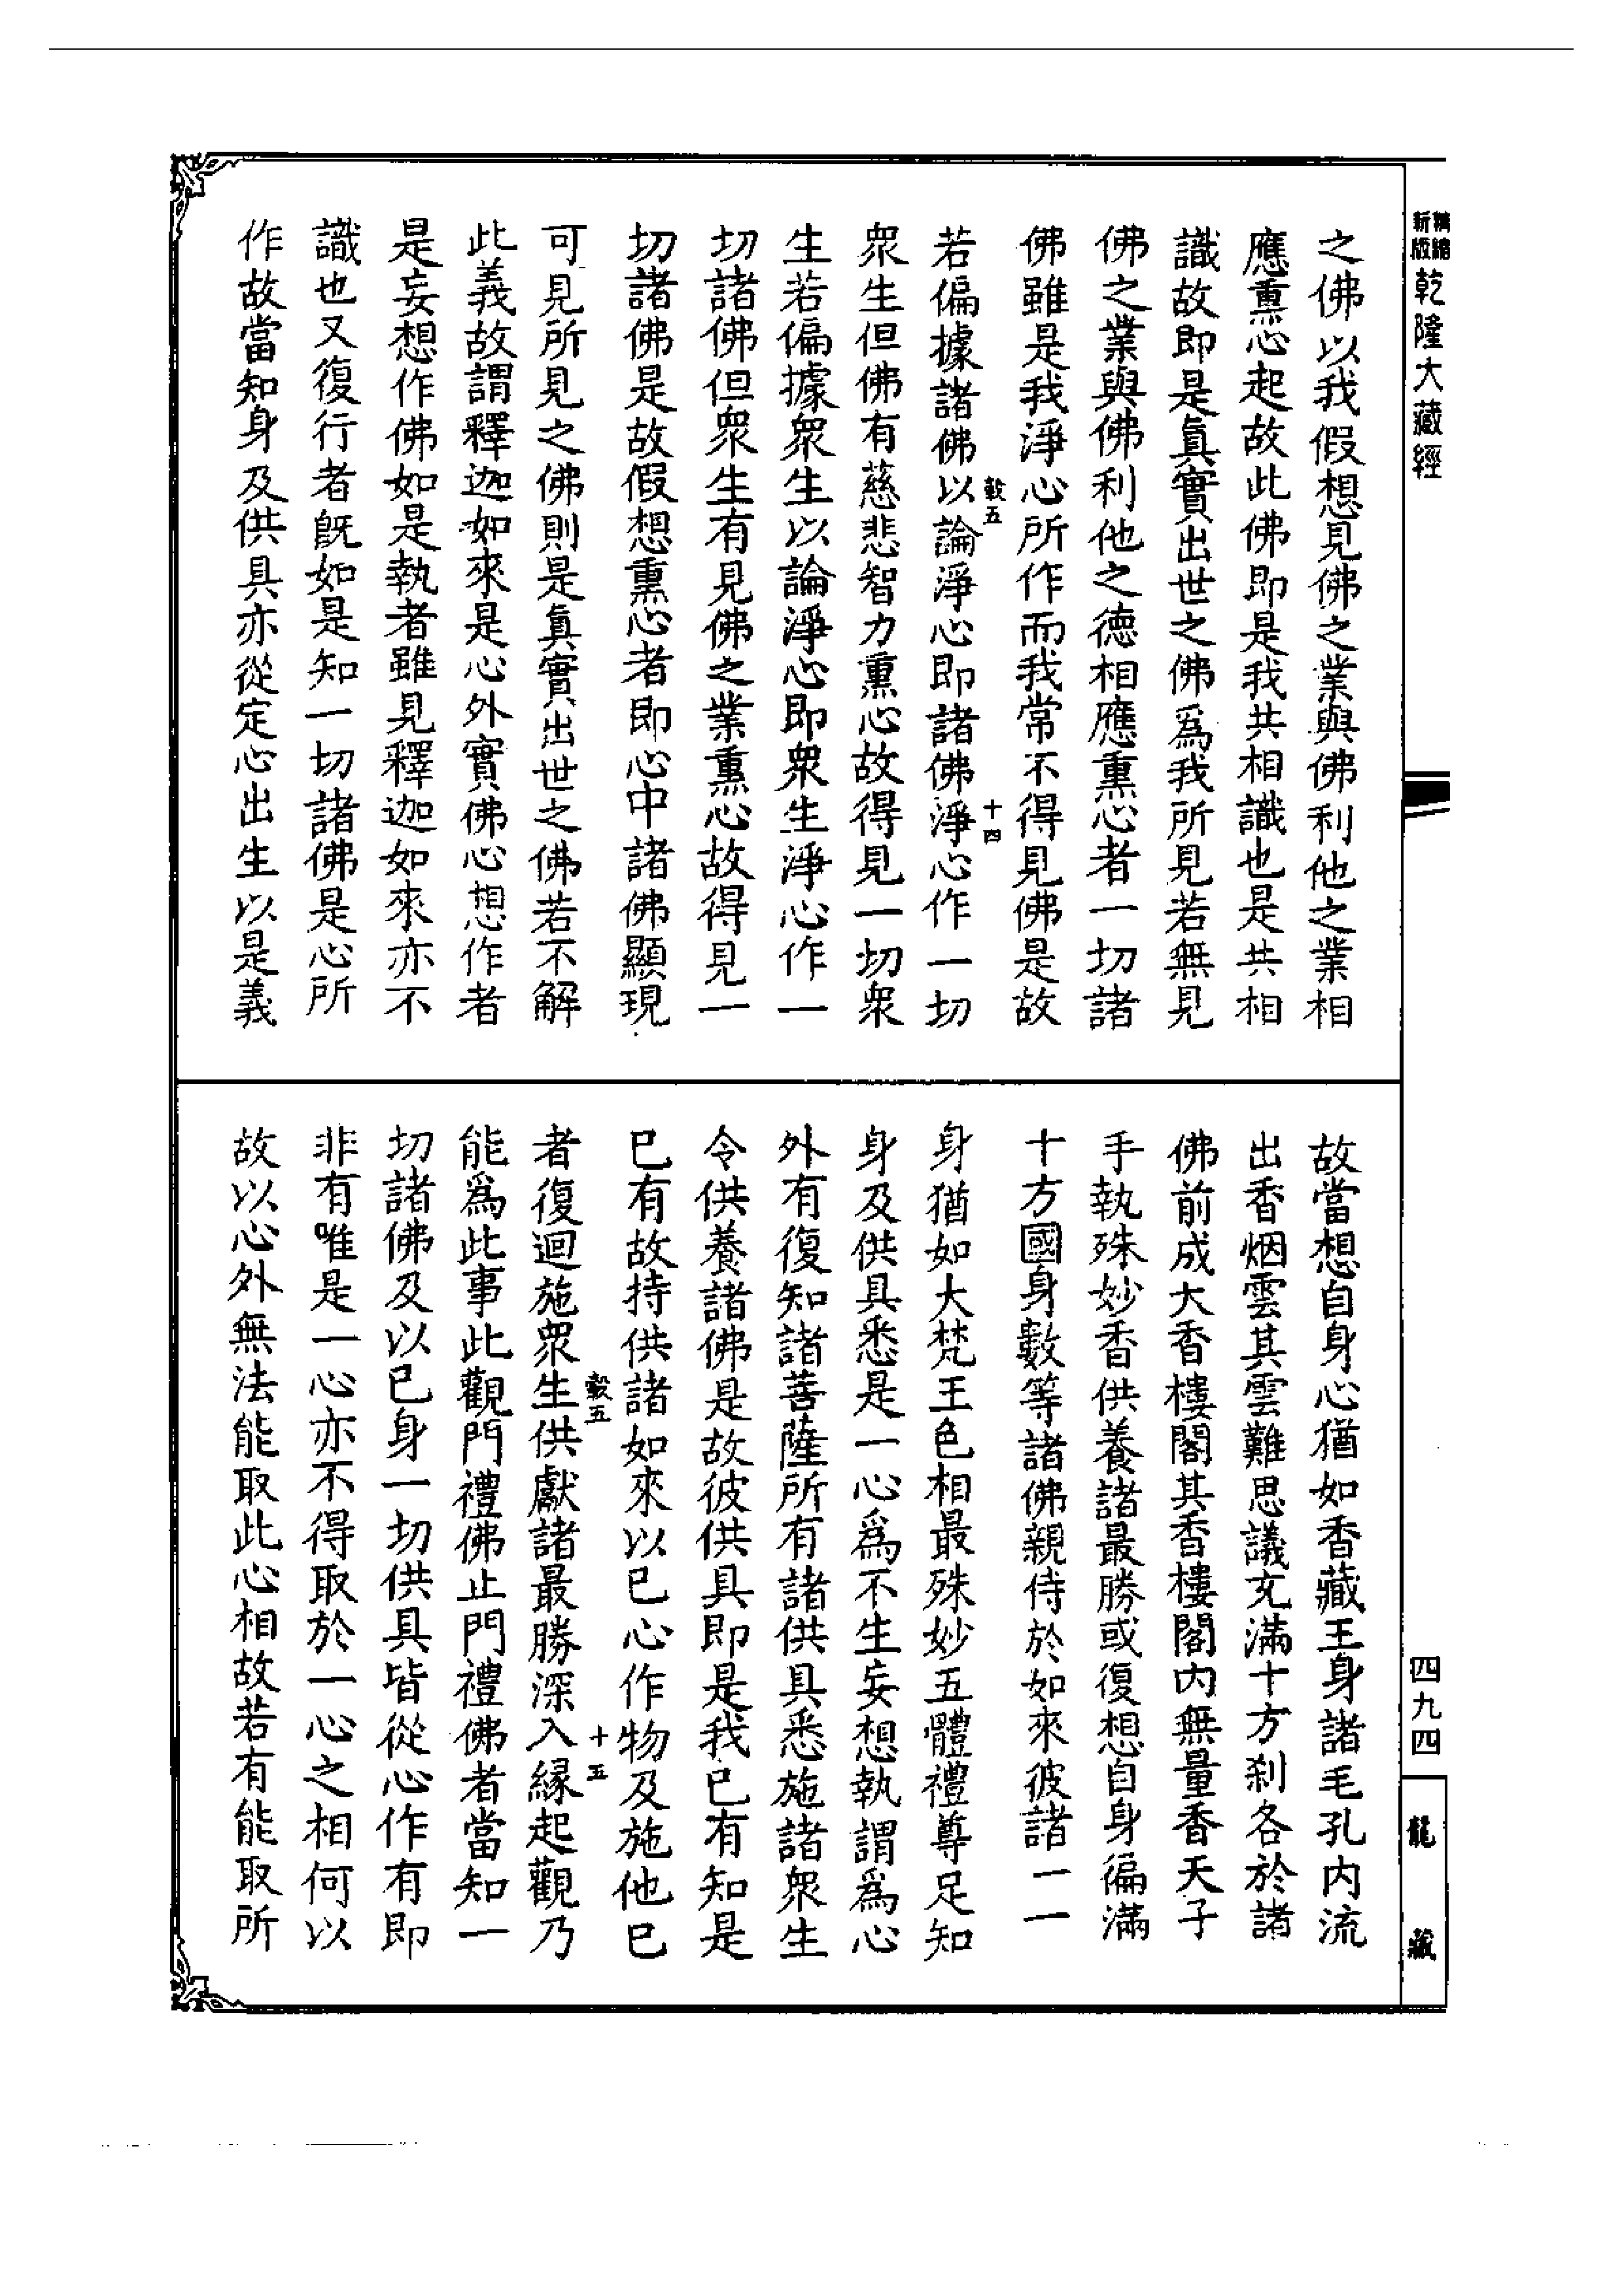 精縮新版乾隆大藏經
之佛以我假想見佛之業與佛利他之業相
應熏心起故此佛即是我共相識也是共相
識故即是真實出世之佛爲我所見若無見
佛之業與佛利他之德相應熏心者一切諸
佛雖是我淨心所作而我常不得見佛是故
若偏據諸佛以論淨心即諸佛淨心作一切
衆生但佛有慈悲智力熏心故得見一切衆
生若偏據衆生以論淨心即衆生淨心作一
切諸佛但衆生有見佛之業熏心故得見一
切諸佛是故假想熏心者即心中諸佛顯現
可見所見之佛則是真實出世之佛若不解
此義故謂釋迦如來是心外實佛心想作者
是妄想作佛如是執者雖見釋迦如來亦不
識也又復行者既如是知一切諸佛是心所
作故當知身及供具亦從定心出生以是義
穀五
十四
故當想自身心猶如香藏王身諸毛孔内流
出香烟雲其雲難思議充滿十方刹各於諸
佛前成大香樓閣其香樓閣内無量香天子
手執殊妙香供養諸最勝或復想自身徧滿
十方國身數等諸佛親侍於如來彼諸一一
身猶如大梵王色相最殊妙五體禮尊足知
身及供具悉是一心爲不生妄想執謂爲心
外有復知諸菩薩所有諸供具悉施諸衆生
令供養諸佛是故彼供具即是我已有知是
已有故持供諸如來以已心作物及施他已
者復迴施衆生供獻諸最勝深入緣起觀乃
能爲此事此觀門禮佛止門禮佛者當知一
切諸佛及以已身一切供具皆從心作有即
非有唯是一心亦不得取於一心之相何以
故以心外無法能取此心相故若有能取所
穀五
十五
四九四
龍藏